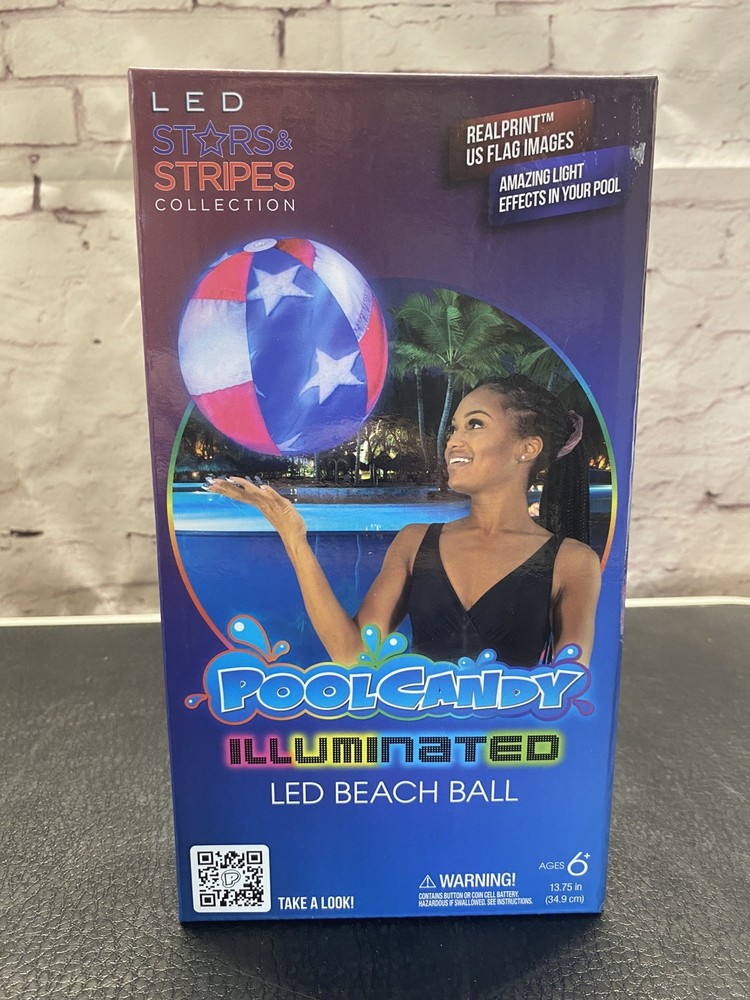 LED
STARS &
STRIPES
COLLECTION
REALPRINT™
US FLAG IMAGES
AMAZING LIGHT
EFFECTS IN YOUR POOL
POOLCANDY
ILLUMINATED
LED BEACH BALL
TAKE A LOOK!
⚠ WARNING!
CONTAINS BUTTON OR COIN CELL BATTERY.
HAZARDOUS IF SWALLOWED. SEE INSTRUCTIONS.
AGES 6+
13.75 in
(34.9 cm)